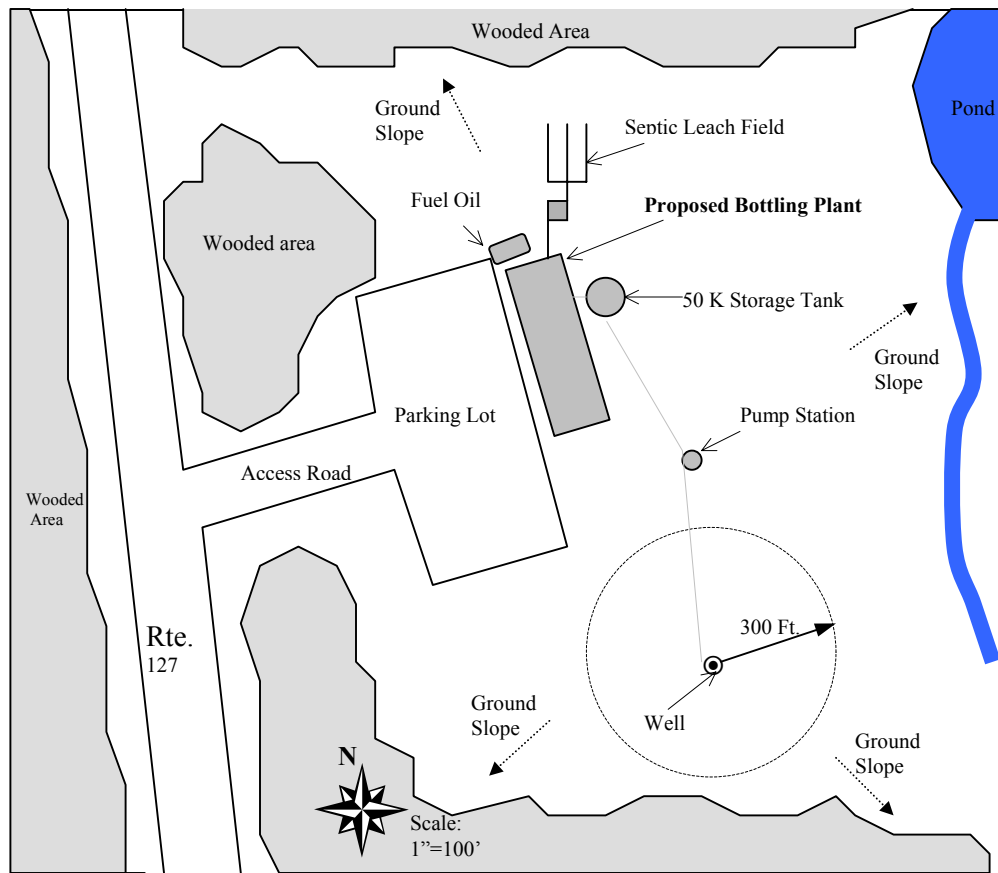 Wooded Area
Ground
Slope
Septic Leach Field
Pond
Fuel Oil
Proposed Bottling Plant
Wooded area
50 K Storage Tank
Ground
Slope
Parking Lot
Pump Station
Access Road
Wooded
Area
Rte.
127
300 Ft.
Ground
Slope
Well
Ground
Slope
N
Scale:
1”=100’